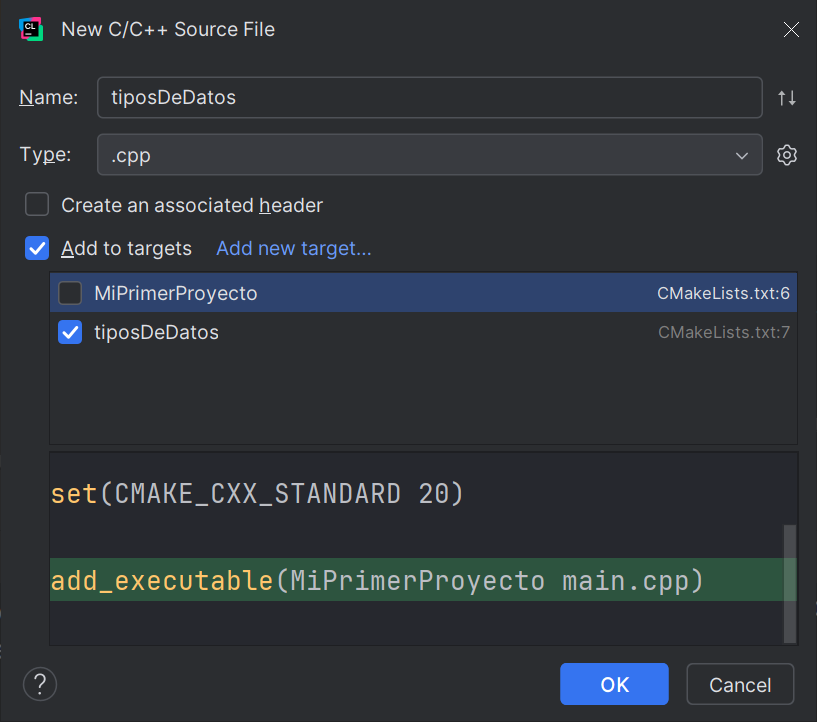 CL
New C/C++ Source File
Name: tiposDeDatos
Type: .cpp
Create an associated header
Add to targets Add new target...
MiPrimerProyecto CMakeLists.txt:6
tiposDeDatos CMakeLists.txt:7
set(CMAKE_CXX_STANDARD 20)
add_executable(MiPrimerProyecto main.cpp)
? OK Cancel